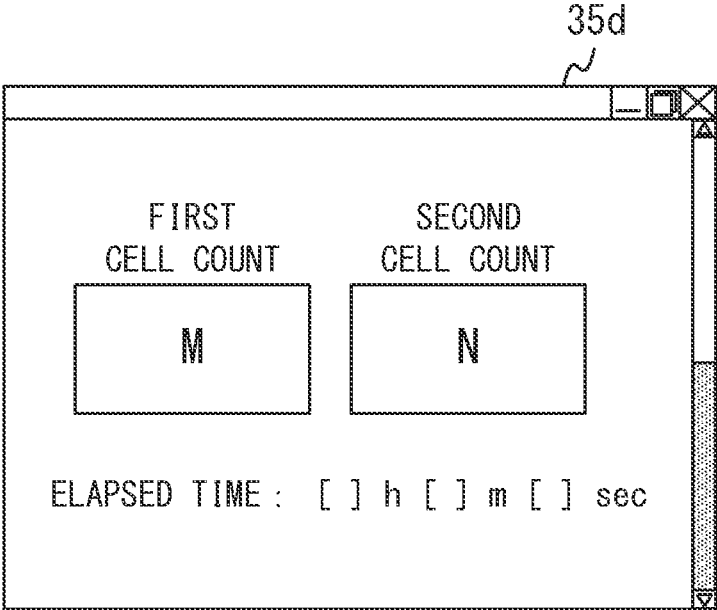 35d
FIRST SECOND
CELL COUNT CELL COUNT
M N
ELAPSED TIME : [ ] h [ ] m [ ] sec